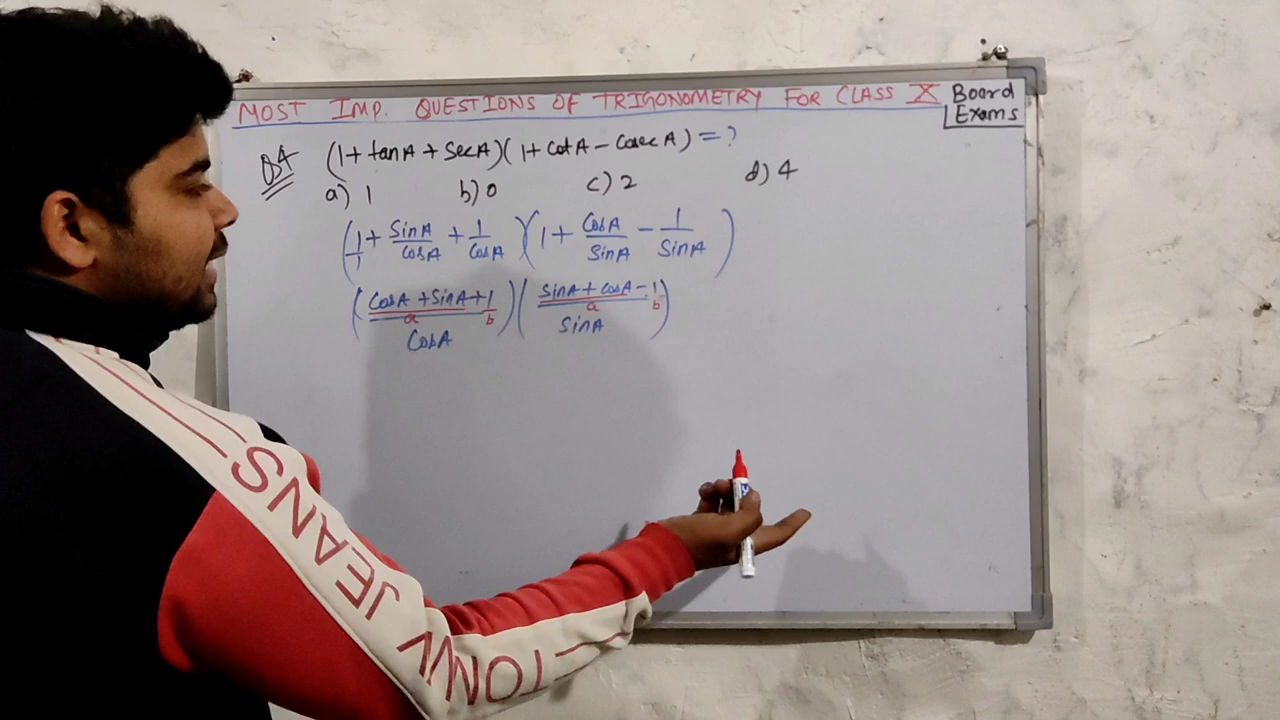 MOST IMP. QUESTIONS OF TRIGONOMETRY FOR CLASS X Board Exams
Q4 (1+tanA+SecA)(1+CotA-CosecA)=?
a) 1 b) 0 c) 2 d) 4
(1/1 + SinA/CosA + 1/CosA)(1 + CosA/SinA - 1/SinA)
((CosA+SinA+1)/CosA)((SinA+CosA-1)/SinA)
a b a b
TONV JEANS